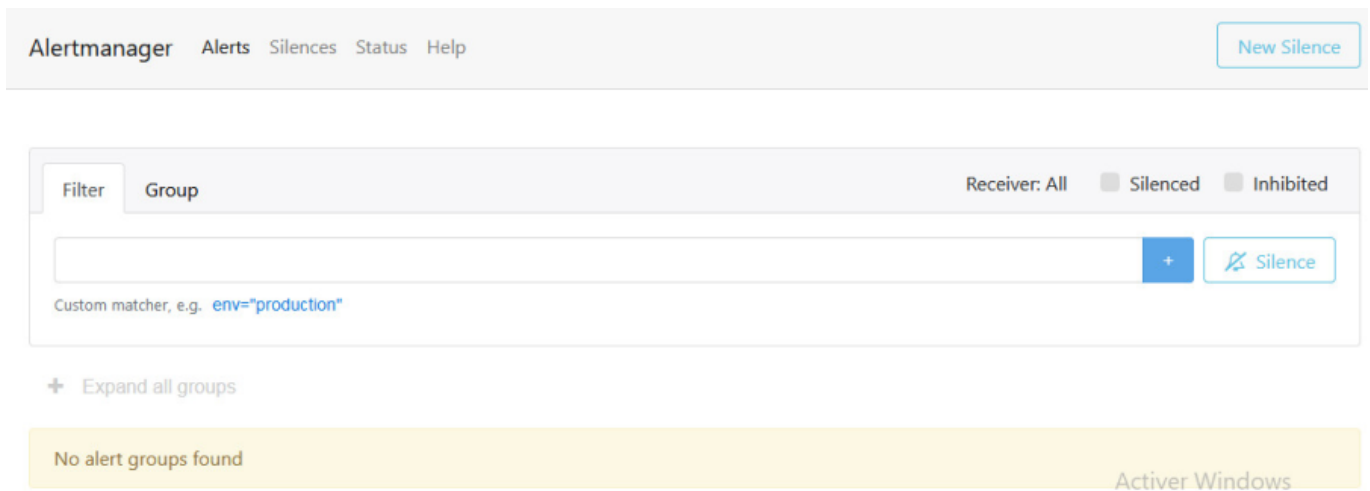 Alertmanager Alerts Silences Status Help New Silence
Filter Group Receiver: All Silenced Inhibited
+ Silence
Custom matcher, e.g. env="production"
+ Expand all groups
No alert groups found
Activer Windows